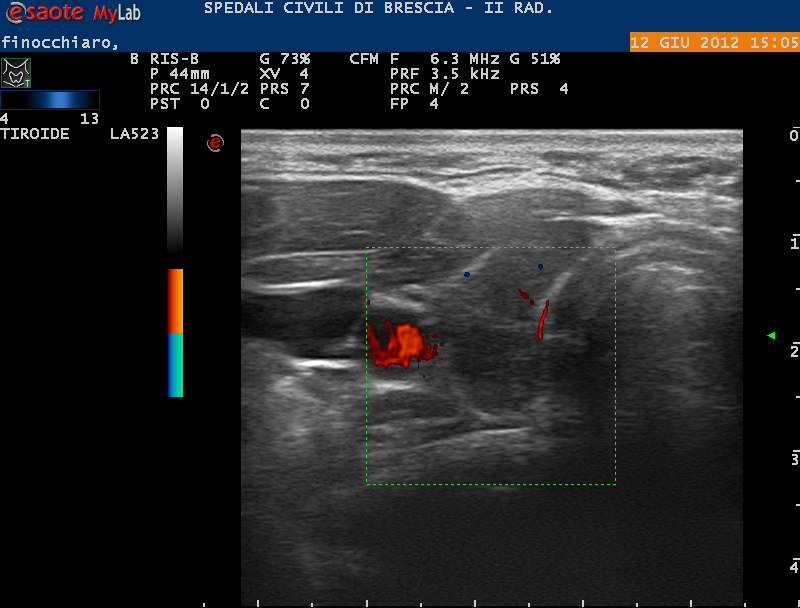 esaote MyLab
SPEDALI CIVILI DI BRESCIA - II RAD.
finocchiaro,
12 GIU 2012 15:05
B RIS-B G 73% CFM F 6.3 MHz G 51%
P 44mm XV 4 PRF 3.5 kHz
PRC 14/1/2 PRS 7 PRC M/ 2 PRS 4
PST 0 C 0 FP 4
T
4 13
TIROIDE LA523
e
0
1
2
3
4